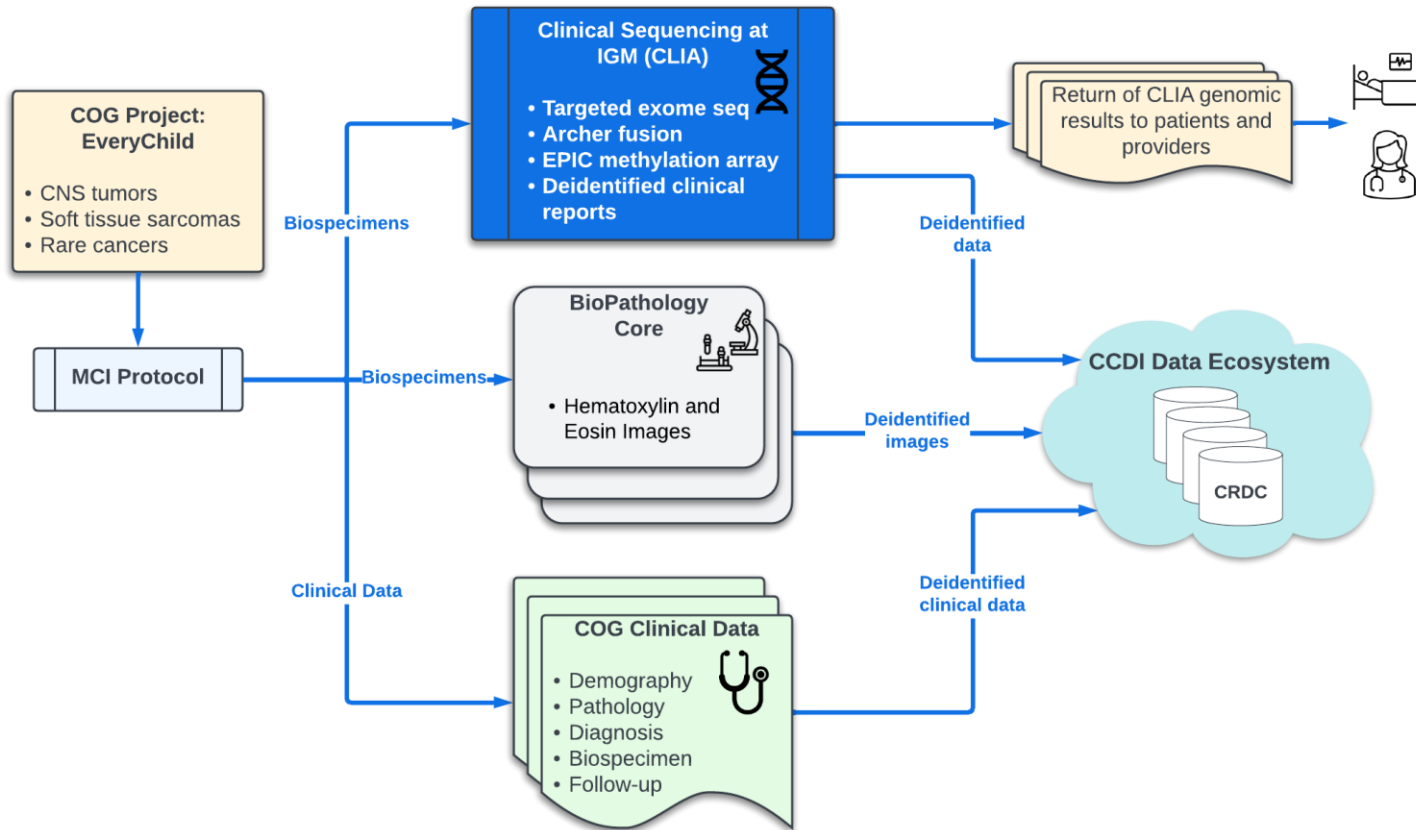 COG Project:
EveryChild
• CNS tumors
• Soft tissue sarcomas
• Rare cancers
MCI Protocol
Biospecimens
Biospecimens
Clinical Data
Clinical Sequencing at
IGM (CLIA)
• Targeted exome seq
• Archer fusion
• EPIC methylation array
• Deidentified clinical
reports
BioPathology
Core
• Hematoxylin and
Eosin Images
COG Clinical Data
• Demography
• Pathology
• Diagnosis
• Biospecimen
• Follow-up
Return of CLIA genomic
results to patients and
providers
Deidentified
data
Deidentified
images
Deidentified
clinical data
CCDI Data Ecosystem
CRDC